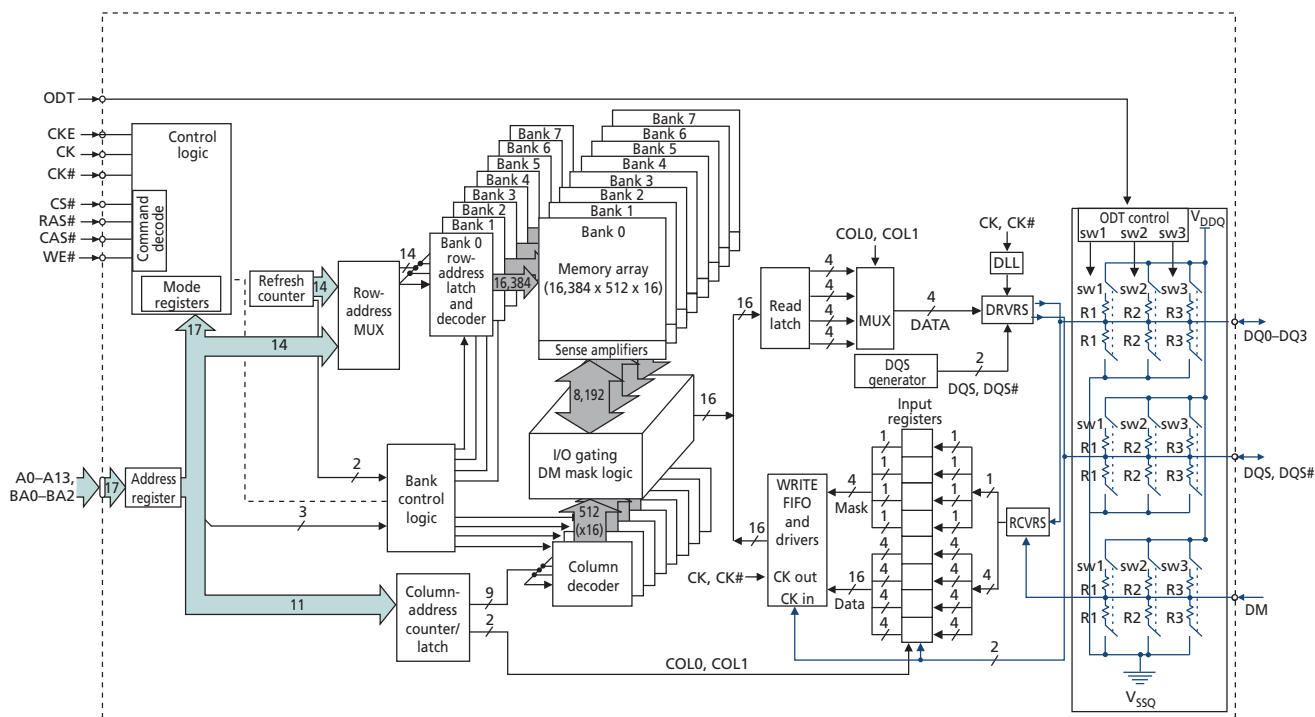 ODT
CKE
CK
CK#
CS#
RAS#
CAS#
WE#
Control
logic
Command
decode
Mode
registers
Refresh
counter
14
17
14
Row-
address
MUX
14
Bank 7
Bank 6
Bank 5
Bank 4
Bank 3
Bank 2
Bank 1
Bank 0
row-
address
latch
and
decoder
16,384
Bank 7
Bank 6
Bank 5
Bank 4
Bank 3
Bank 2
Bank 1
Bank 0
Memory array
(16,384 x 512 x 16)
Sense amplifiers
8,192
I/O gating
DM mask logic
16
512
(x16)
Column
decoder
A0–A13,
BA0–BA2
17
Address
register
2
3
Bank
control
logic
11
Column-
address
counter/
latch
9
2
COL0, COL1
16
Read
latch
4
4
4
4
COL0, COL1
MUX
4
DATA
DQS
generator
2
DQS, DQS#
CK, CK#
DLL
DRVRS
Input
registers
16
WRITE
FIFO
and
drivers
CK out
CK in
CK, CK#
4
Mask
16
Data
1
1
1
1
4
4
4
4
1
1
1
1
4
4
4
4
1
4
RCVRS
2
ODT control
VDDQ
sw1 sw2 sw3
sw1 sw2 sw3
R1 R2 R3
R1 R2 R3
DQ0–DQ3
sw1 sw2 sw3
R1 R2 R3
R1 R2 R3
DQS, DQS#
sw1 sw2 sw3
R1 R2 R3
R1 R2 R3
DM
VSSQ